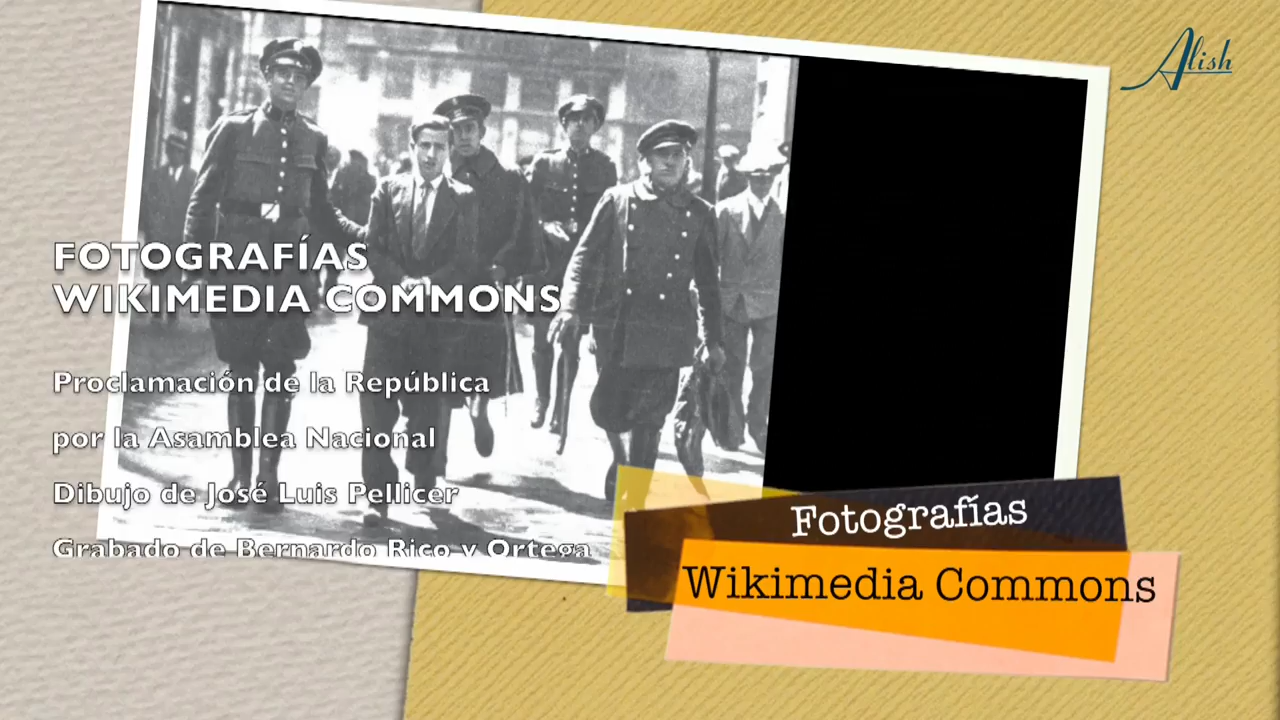 Alish
FOTOGRAFÍAS
WIKIMEDIA COMMONS
Proclamación de la República
por la Asamblea Nacional
Dibujo de José Luis Pellicer
Grabado de Bernardo Rico y Ortega
Fotografías
Wikimedia Commons